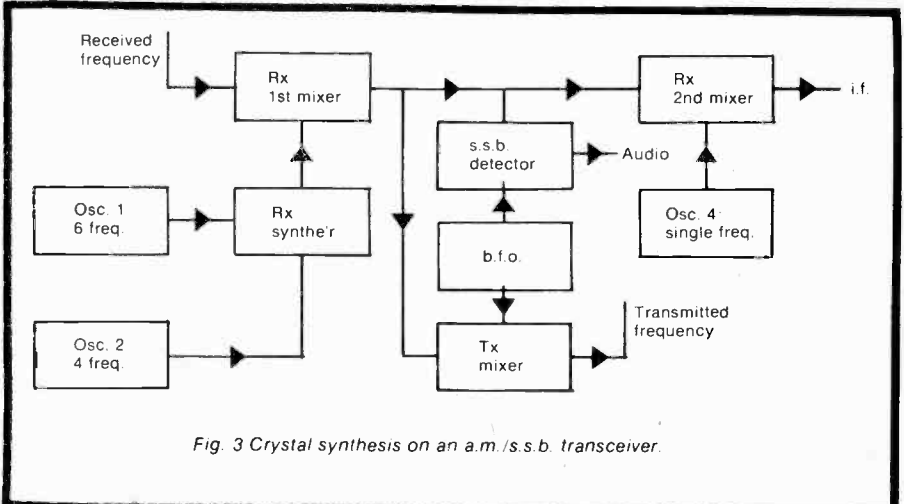 Received
frequency
Rx
1st mixer
Rx
2nd mixer
i.f.
s.s.b.
detector
Audio
Osc. 1
6 freq.
Rx
synthe'r
Osc. 4
single freq.
b.f.o.
Transmitted
frequency
Osc. 2
4 freq.
Tx
mixer
Fig. 3 Crystal synthesis on an a.m./s.s.b. transceiver.